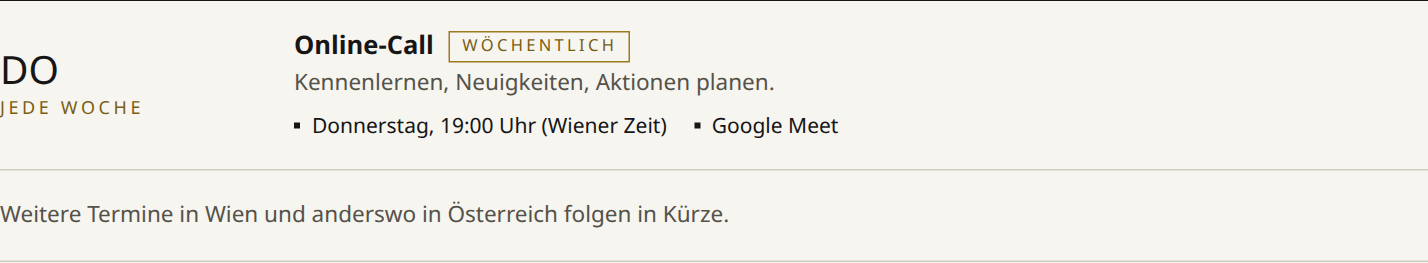 DO
JEDE WOCHE
Online-Call WÖCHENTLICH
Kennenlernen, Neuigkeiten, Aktionen planen.
Donnerstag, 19:00 Uhr (Wiener Zeit) Google Meet
Weitere Termine in Wien und anderswo in Österreich folgen in Kürze.